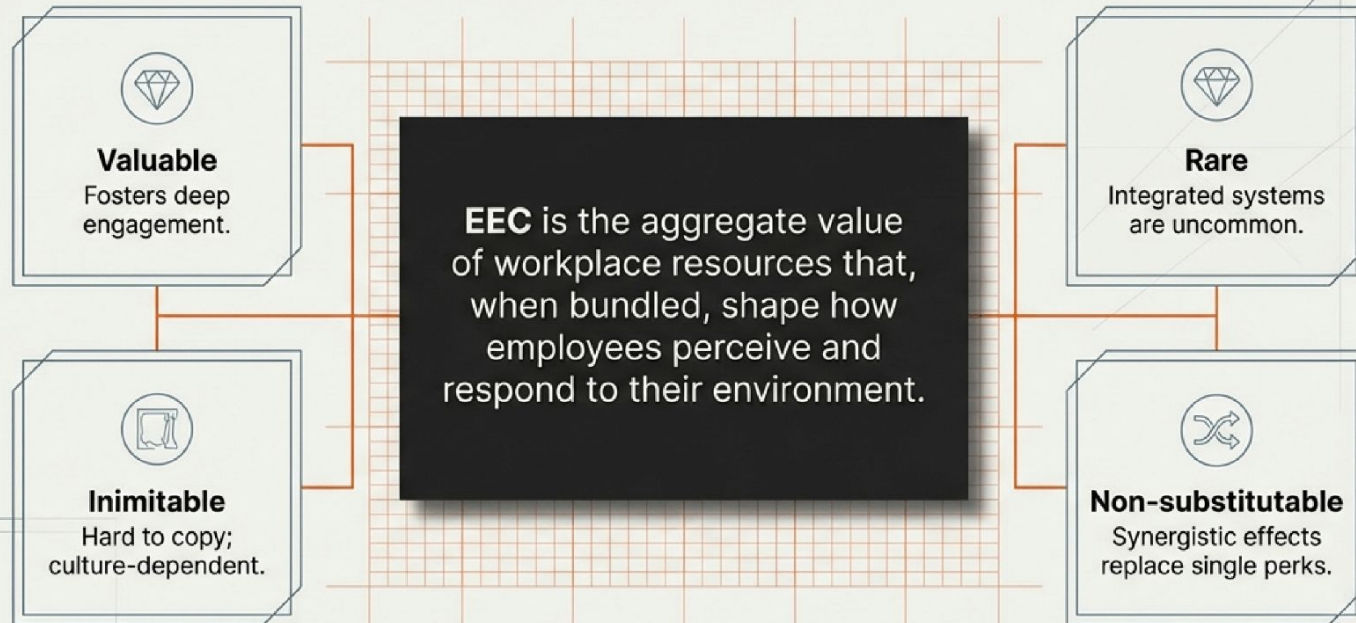 Valuable
Fosters deep
engagement.
Inimitable
Hard to copy;
culture-dependent.
EEC is the aggregate value
of workplace resources that,
when bundled, shape how
employees perceive and
respond to their environment.
Rare
Integrated systems
are uncommon.
Non-substitutable
Synergistic effects
replace single perks.